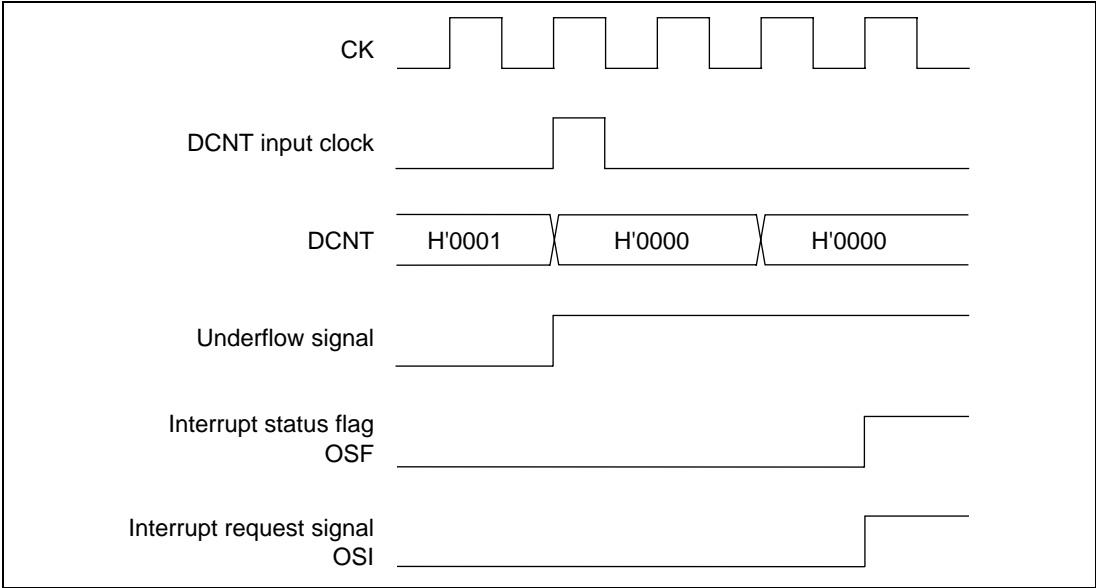 CK
DCNT input clock
DCNT
H'0001
H'0000
H'0000
Underflow signal
Interrupt status flag
OSF
Interrupt request signal
OSI